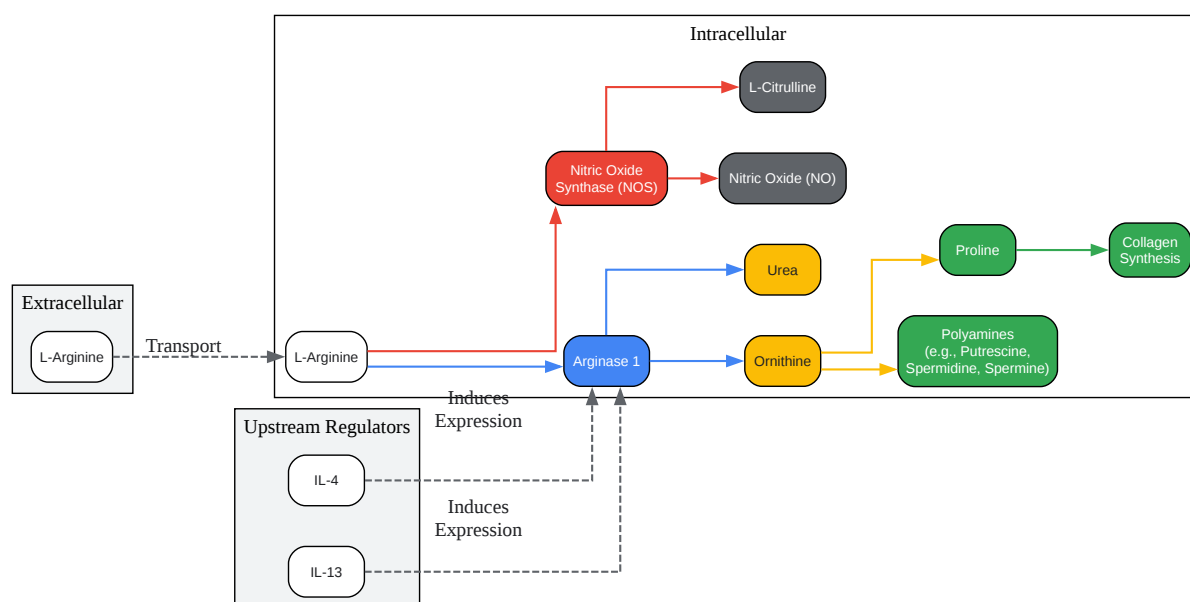 Intracellular
L-Citrulline
Nitric Oxide
Synthase (NOS)
Nitric Oxide (NO)
Urea
Proline
Collagen
Synthesis
Extracellular
L-Arginine
Transport
L-Arginine
Arginase 1
Ornithine
Polyamines
(e.g., Putrescine,
Spermidine, Spermine)
Induces
Expression
Upstream Regulators
IL-4
Induces
Expression
IL-13